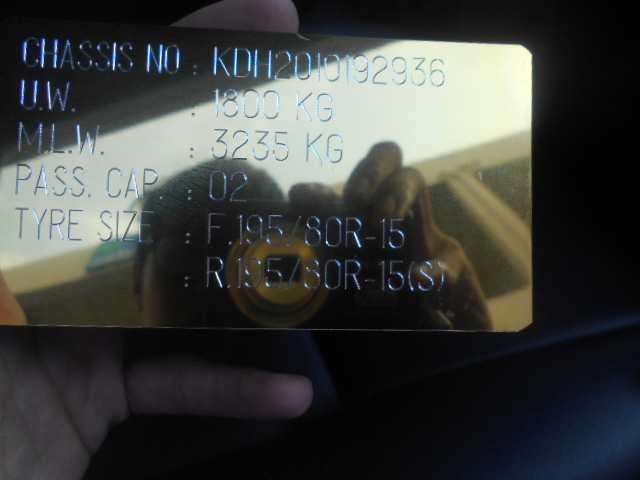 CHASSIS NO : KDH2010192936
U.W. : 1800 KG
M.L.W. : 3235 KG
PASS. CAP. : 02
TYRE SIZE : F.195/80R-15
: R.195/80R-15(S)